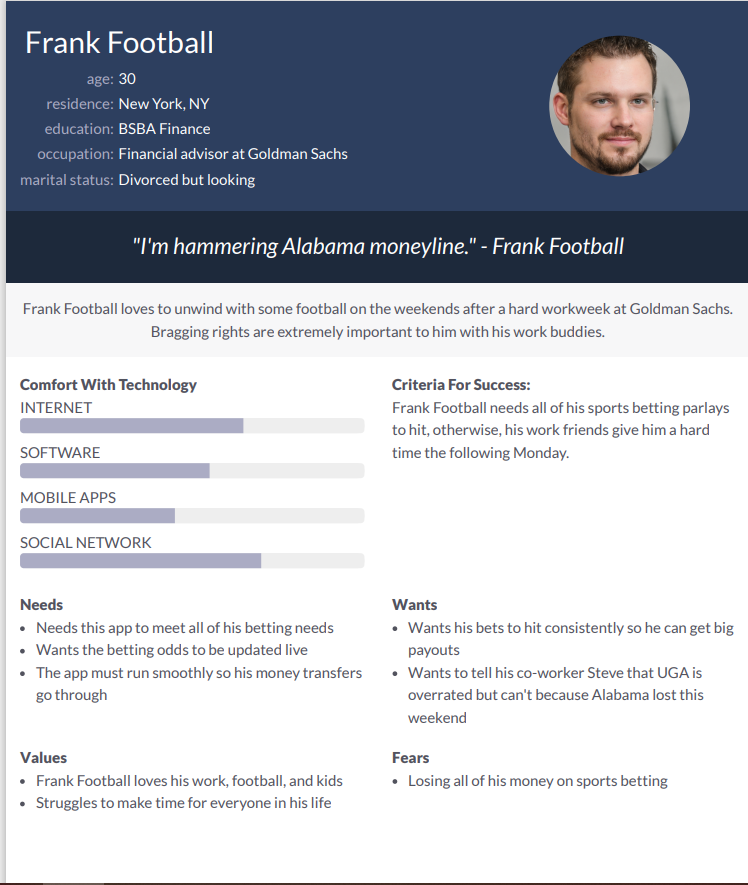 Frank Football
age: 30
residence: New York, NY
education: BSBA Finance
occupation: Financial advisor at Goldman Sachs
marital status: Divorced but looking
"I'm hammering Alabama moneyline." - Frank Football
Frank Football loves to unwind with some football on the weekends after a hard workweek at Goldman Sachs.
Bragging rights are extremely important to him with his work buddies.
Comfort With Technology
INTERNET
SOFTWARE
MOBILE APPS
SOCIAL NETWORK
Criteria For Success:
Frank Football needs all of his sports betting parlays
to hit, otherwise, his work friends give him a hard
time the following Monday.
Needs
• Needs this app to meet all of his betting needs
• Wants the betting odds to be updated live
• The app must run smoothly so his money transfers
go through
Wants
• Wants his bets to hit consistently so he can get big
payouts
• Wants to tell his co-worker Steve that UGA is
overrated but can't because Alabama lost this
weekend
Values
• Frank Football loves his work, football, and kids
• Struggles to make time for everyone in his life
Fears
• Losing all of his money on sports betting